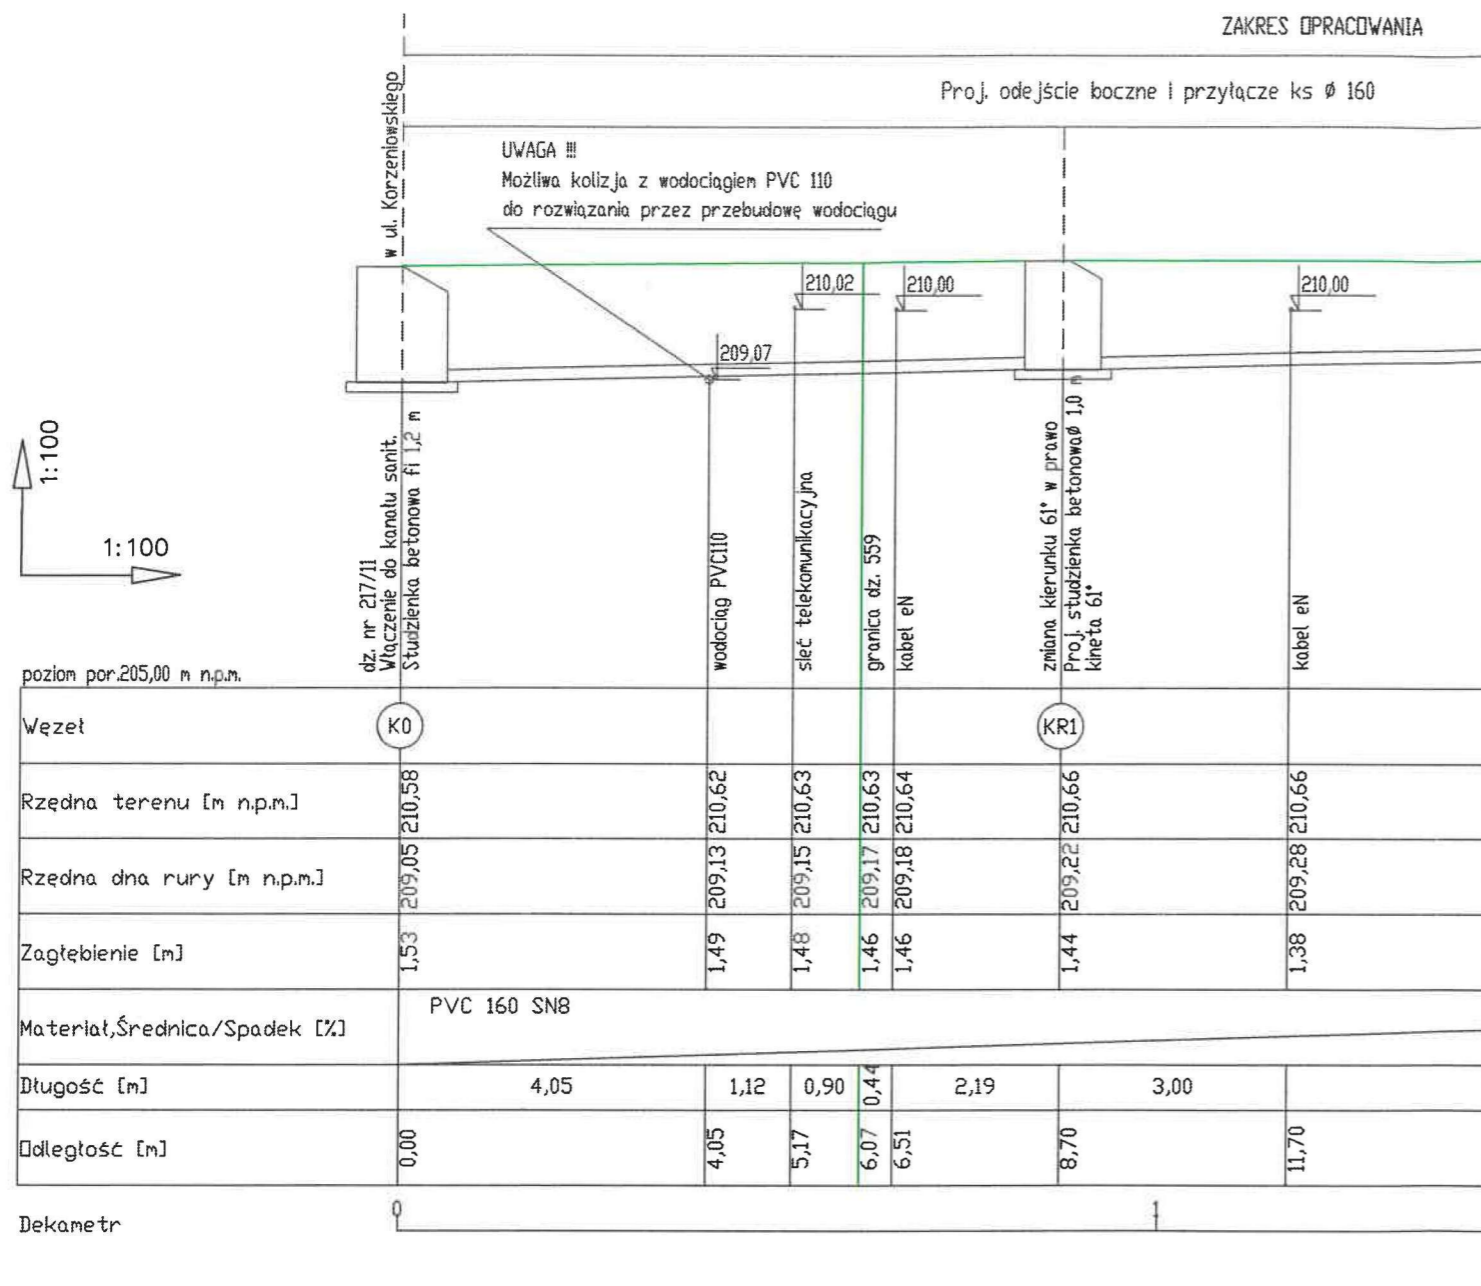 ZAKRES OPRACOWANIA
Proj. odejście boczne i przyłącze ks Ø 160
w ul. Korzeniowskiego
UWAGA !!!
Możliwa kolizja z wodociągiem PVC 110
do rozwiązania przez przebudowę wodociągu
210,02
210,00
210,00
209,07
1:100
1:100
dz. nr 217/11
Włączenie do kanału sanit.
Studzienka betonowa fi 1,2 m
wodociąg PVC110
sieć telekomunikacyjna
granica dz. 559
kabel eN
zmiana kierunku 61° w prawo
Proj. studzienka betonowaØ 1,0 m
kineta 61°
kabel eN
poziom por.205,00 m n.p.m.
Węzeł K0 KR1
Rzędna terenu [m n.p.m.] 210,58 210,62 210,63 210,63 210,64 210,66 210,66
Rzędna dna rury [m n.p.m.] 209,05 209,13 209,15 209,17 209,18 209,22 209,28
Zagłębienie [m] 1,53 1,49 1,48 1,46 1,46 1,44 1,38
Materiał,Średnica/Spadek [%] PVC 160 SN8
Długość [m] 4,05 1,12 0,90 0,44 2,19 3,00
Odległość [m] 0,00 4,05 5,17 6,07 6,51 8,70 11,70
Dekametr 0 1